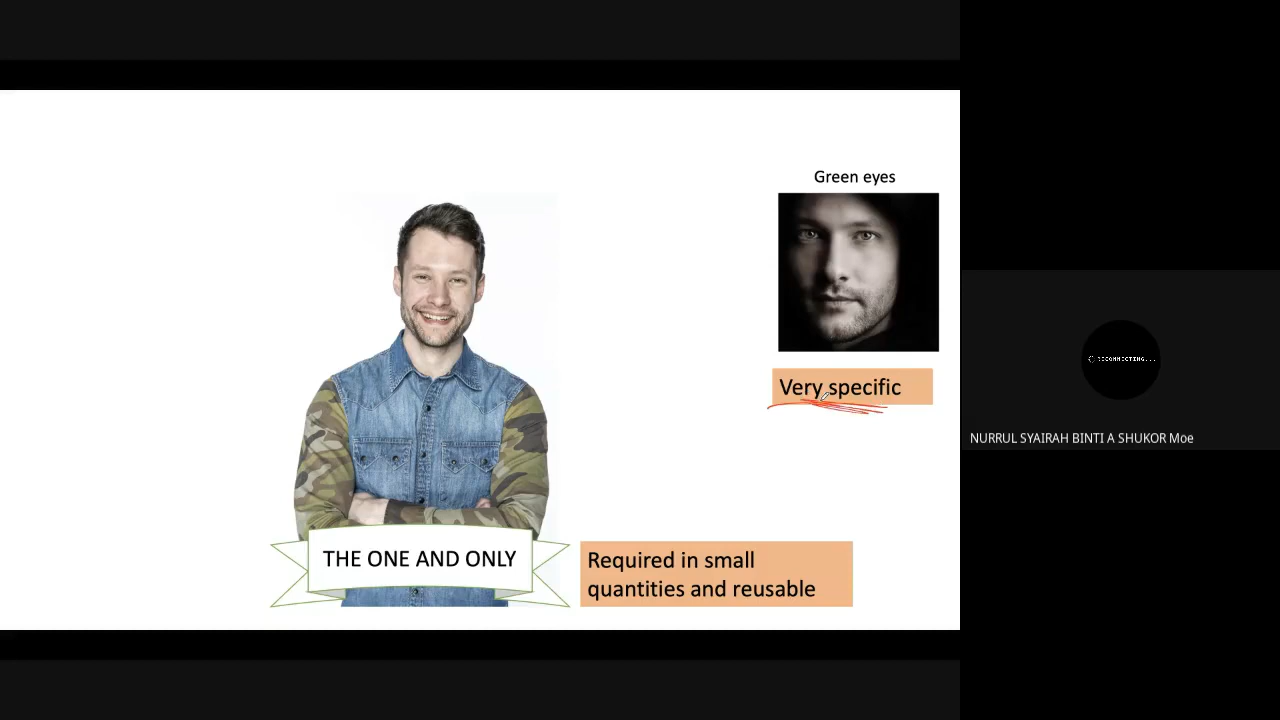 Green eyes
Very specific
THE ONE AND ONLY
Required in small
quantities and reusable
RECONNECTING...
NURRUL SYAIRAH BINTI A SHUKOR Moe